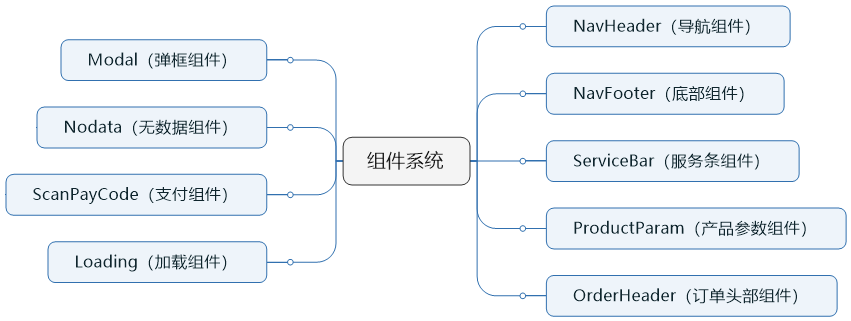 组件系统
NavHeader（导航组件）
NavFooter（底部组件）
ServiceBar（服务条组件）
ProductParam（产品参数组件）
OrderHeader（订单头部组件）
Modal（弹框组件）
Nodata（无数据组件）
ScanPayCode（支付组件）
Loading（加载组件）